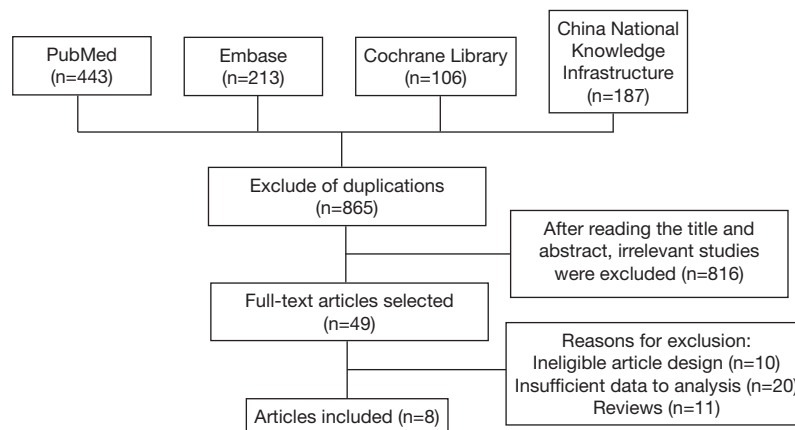 PubMed
(n=443)
Embase
(n=213)
Cochrane Library
(n=106)
China National
Knowledge
Infrastructure
(n=187)
Exclude of duplications
(n=865)
After reading the title and
abstract, irrelevant studies
were excluded (n=816)
Full-text articles selected
(n=49)
Reasons for exclusion:
Ineligible article design (n=10)
Insufficient data to analysis (n=20)
Reviews (n=11)
Articles included (n=8)